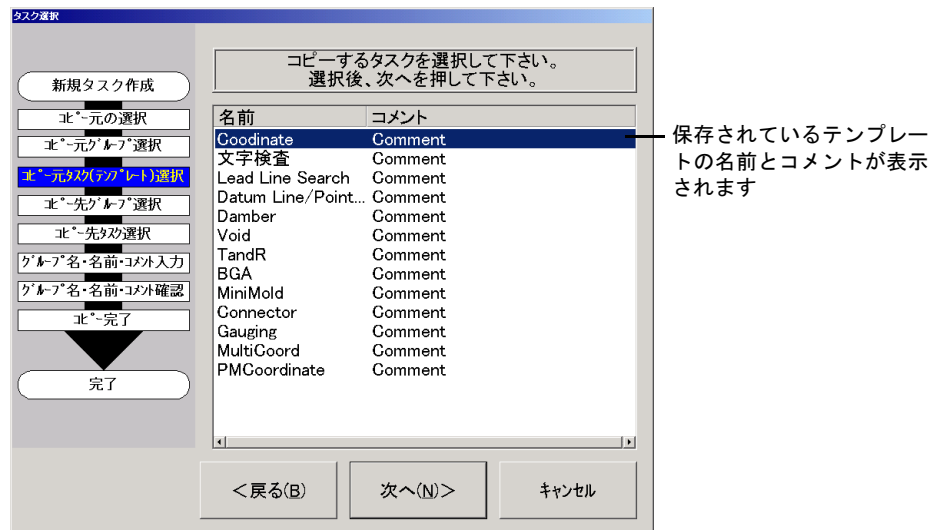 タスク選択
新規タスク作成
ｺﾋﾟｰ元の選択
ｺﾋﾟｰ元ｸﾞﾙｰﾌﾟ選択
ｺﾋﾟｰ元ﾀｽｸ(ﾃﾝﾌﾟﾚｰﾄ)選択
ｺﾋﾟｰ先ｸﾞﾙｰﾌﾟ選択
ｺﾋﾟｰ先ﾀｽｸ選択
ｸﾞﾙｰﾌﾟ名･名前･ｺﾒﾝﾄ入力
ｸﾞﾙｰﾌﾟ名･名前･ｺﾒﾝﾄ確認
ｺﾋﾟｰ完了
完了
コピーするタスクを選択して下さい。
選択後、次へを押して下さい。
名前 コメント
Coodinate Comment
文字検査 Comment
Lead Line Search Comment
Datum Line/Point... Comment
Damber Comment
Void Comment
TandR Comment
BGA Comment
MiniMold Comment
Connector Comment
Gauging Comment
MultiCoord Comment
PMCoordinate Comment
＜戻る(B) 次へ(N)＞ ｷｬﾝｾﾙ
保存されているテンプレー
トの名前とコメントが表示
されます